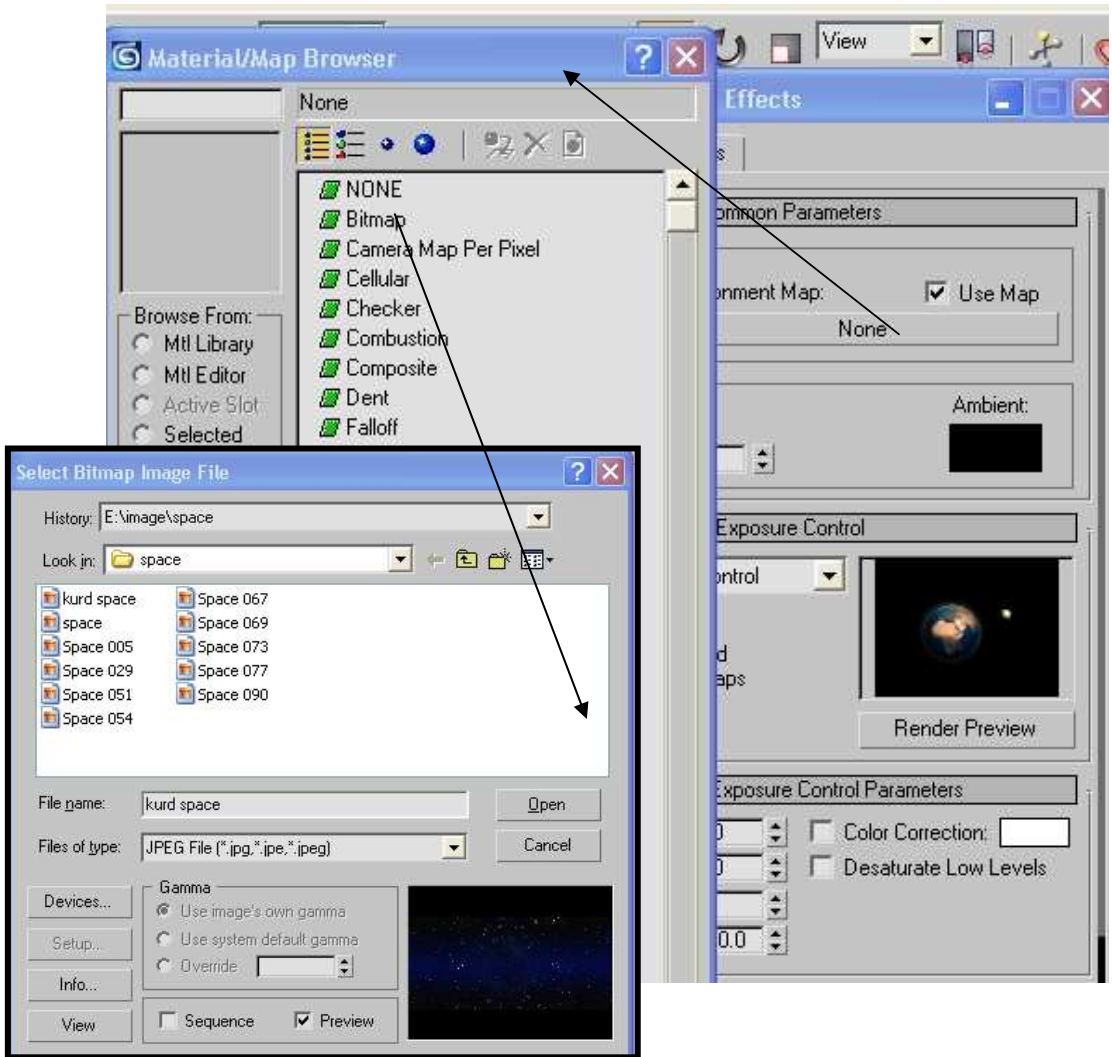 View
Material/Map Browser
Effects
None
s
NONE
Bitmap
Camera Map Per Pixel
Cellular
Checker
Combustion
Composite
Dent
Falloff
Browse From:
Mtl Library
Mtl Editor
Active Slot
Selected
ommon Parameters
onment Map:
Use Map
None
Ambient:
Exposure Control
ontrol
d
aps
Render Preview
Exposure Control Parameters
0
Color Correction:
0
Desaturate Low Levels
0.0
Select Bitmap Image File
History: E:\image\space
Look in: space
kurd space
space
Space 005
Space 029
Space 051
Space 054
Space 067
Space 069
Space 073
Space 077
Space 090
File name: kurd space
Open
Files of type: JPEG File (*.jpg,*.jpe,*.jpeg)
Cancel
Devices...
Setup...
Info...
View
Gamma
Use image's own gamma
Use system default gamma
Override
Sequence
Preview